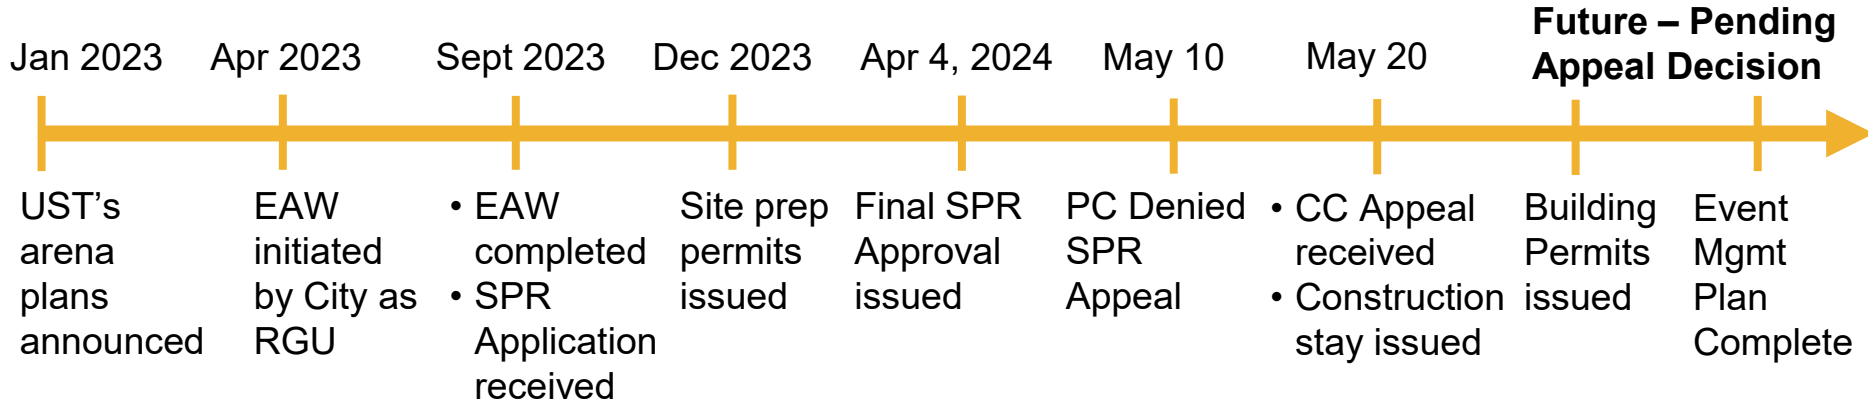 Jan 2023
Apr 2023
Sept 2023
Dec 2023
Apr 4, 2024
May 10
May 20
Future – Pending
Appeal Decision
UST’s
arena
plans
announced
EAW
initiated
by City as
RGU
• EAW
completed
• SPR
Application
received
Site prep
permits
issued
Final SPR
Approval
issued
PC Denied
SPR
Appeal
• CC Appeal
received
• Construction
stay issued
Building
Permits
issued
Event
Mgmt
Plan
Complete